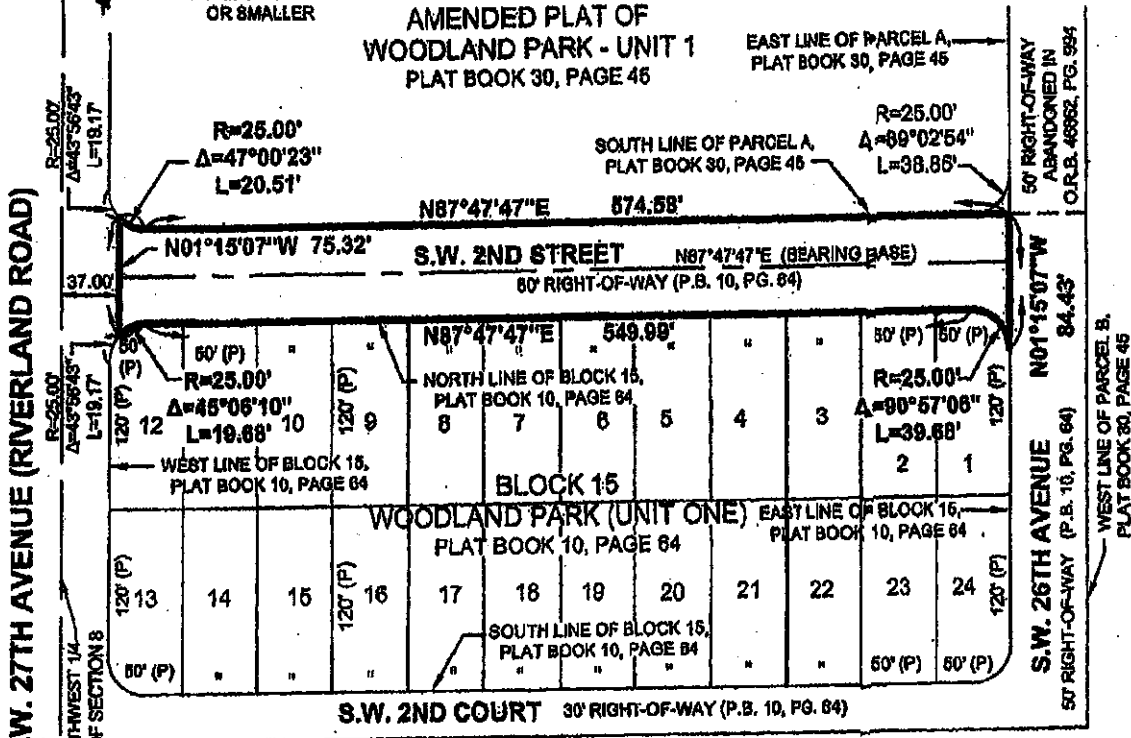 OR SMALLER
AMENDED PLAT OF
WOODLAND PARK - UNIT 1
PLAT BOOK 30, PAGE 45
EAST LINE OF PARCEL A,
PLAT BOOK 30, PAGE 45
50' RIGHT-OF-WAY
ABANDONED IN
O.R.B. 46862, PG. 994
R=25.00'
Δ=43°56'43"
L=19.17'
R=25.00'
Δ=47°00'23"
L=20.51'
SOUTH LINE OF PARCEL A,
PLAT BOOK 30, PAGE 45
R=25.00'
Δ=89°02'54"
L=38.86'
N87°47'47"E 574.58'
N01°15'07"W 75.32'
S.W. 2ND STREET N87°47'47"E (BEARING BASE)
60' RIGHT-OF-WAY (P.B. 10, PG. 64)
37.00'
N87°47'47"E 549.99'
N01°15'07"W 84.43'
50' (P)
50' (P)
" " " " " " "
50' (P) 50' (P)
R=25.00'
Δ=43°56'43"
L=19.17'
R=25.00'
Δ=45°06'10"
L=19.68'
NORTH LINE OF BLOCK 15,
PLAT BOOK 10, PAGE 64
R=25.00'
Δ=90°57'06"
L=39.68'
120' (P) 12 10 120' (P) 9 8 7 6 5 4 3 2 1 120' (P)
WEST LINE OF BLOCK 15,
PLAT BOOK 10, PAGE 64
BLOCK 15
WOODLAND PARK (UNIT ONE)
PLAT BOOK 10, PAGE 64
EAST LINE OF BLOCK 15,
PLAT BOOK 10, PAGE 64
120' (P) 13 14 15 120' (P) 16 17 18 19 20 21 22 23 24 120' (P)
SOUTH LINE OF BLOCK 15,
PLAT BOOK 10, PAGE 64
50' (P) " " " " " " " " " 50' (P) 50' (P)
S.W. 2ND COURT 30' RIGHT-OF-WAY (P.B. 10, PG. 64)
.W. 27TH AVENUE (RIVERLAND ROAD)
THWEST 1/4
OF SECTION 8
S.W. 26TH AVENUE
50' RIGHT-OF-WAY (P.B. 10, PG. 64)
WEST LINE OF PARCEL B,
PLAT BOOK 30, PAGE 45